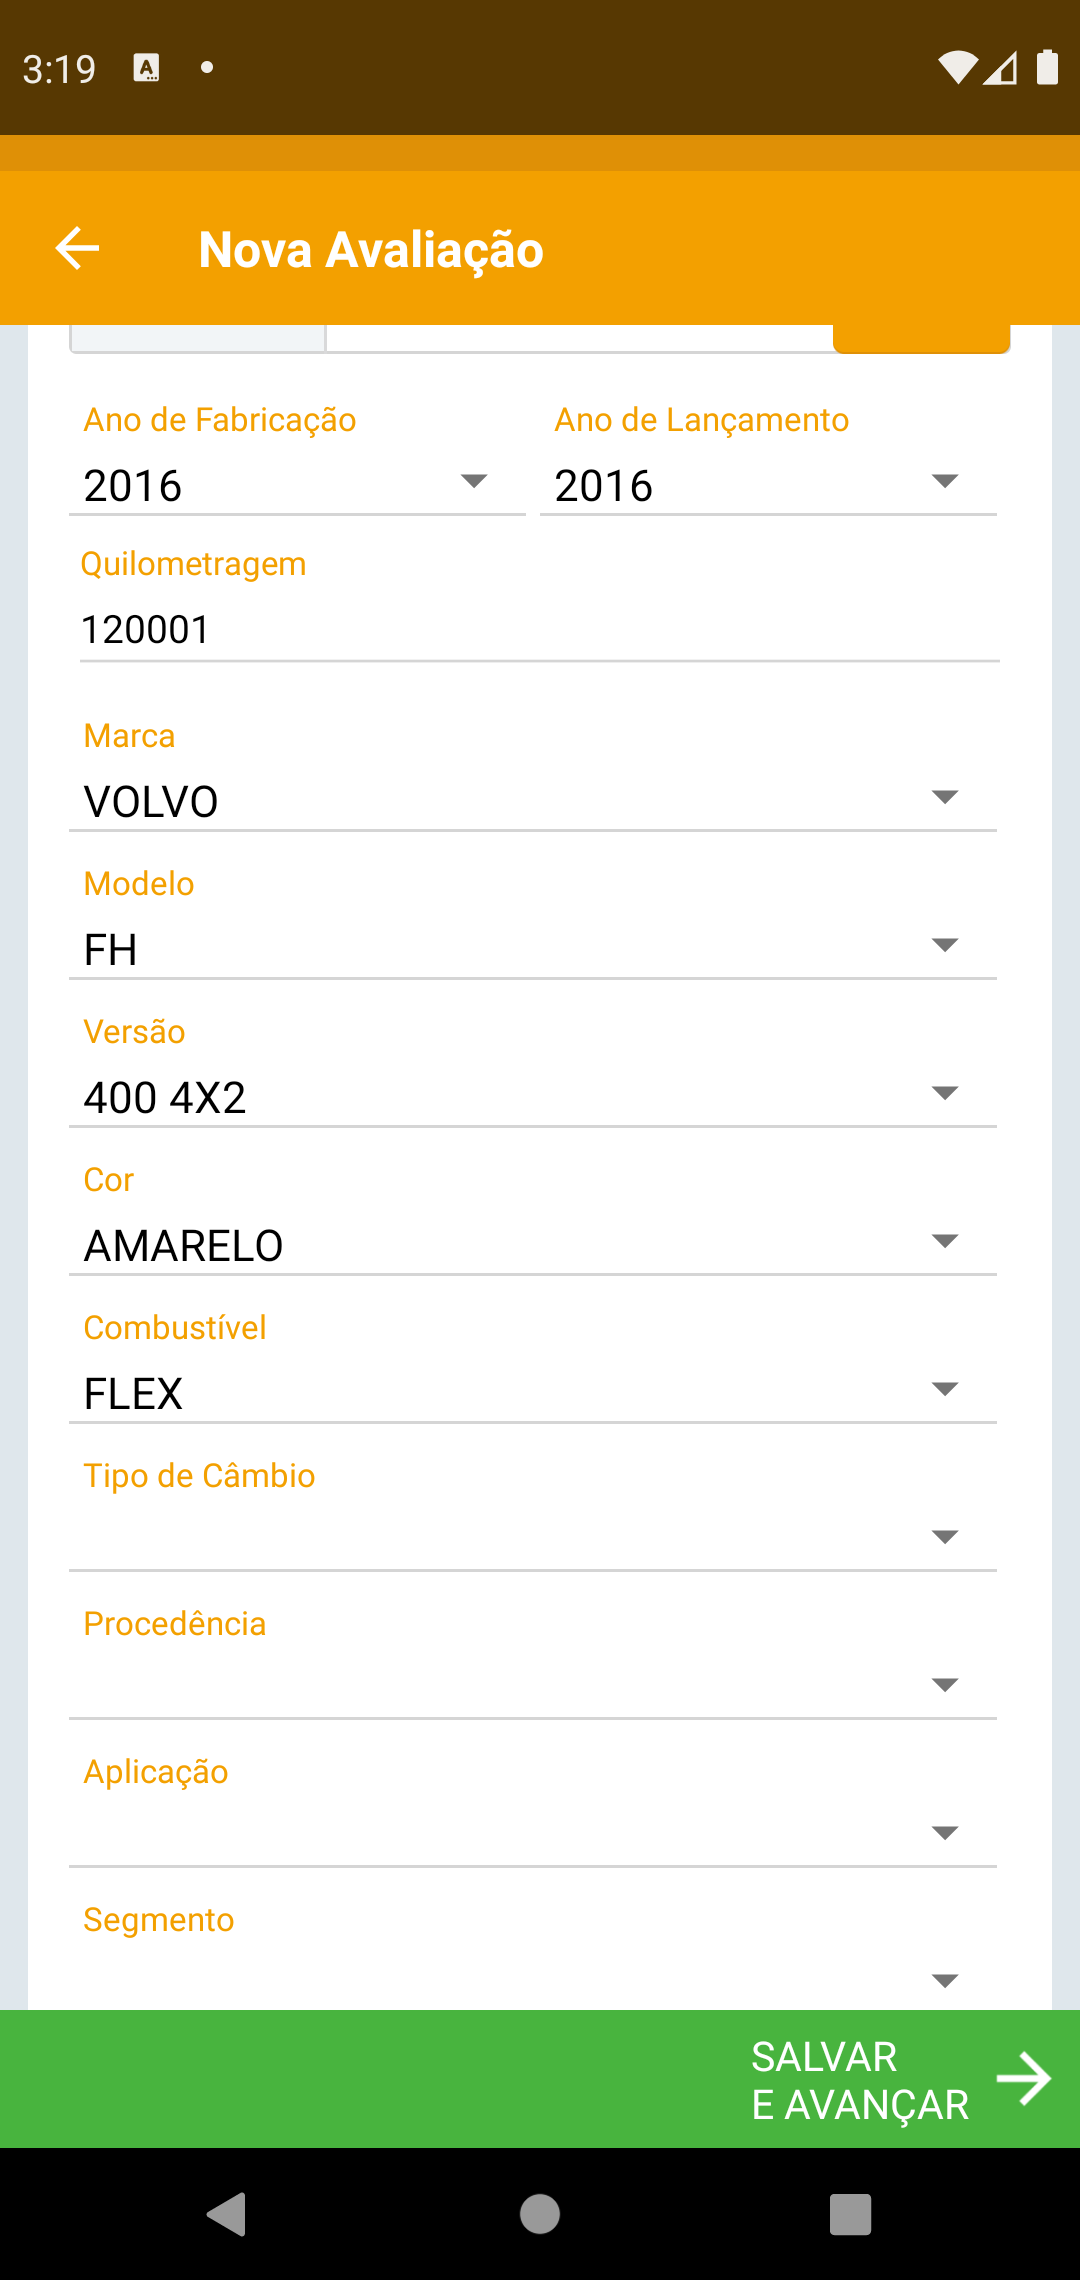 3:19
Nova Avaliação
Ano de Fabricação
Ano de Lançamento
2016
2016
Quilometragem
120001
Marca
VOLVO
Modelo
FH
Versão
400 4X2
Cor
AMARELO
Combustível
FLEX
Tipo de Câmbio
Procedência
Aplicação
Segmento
SALVAR
E AVANÇAR